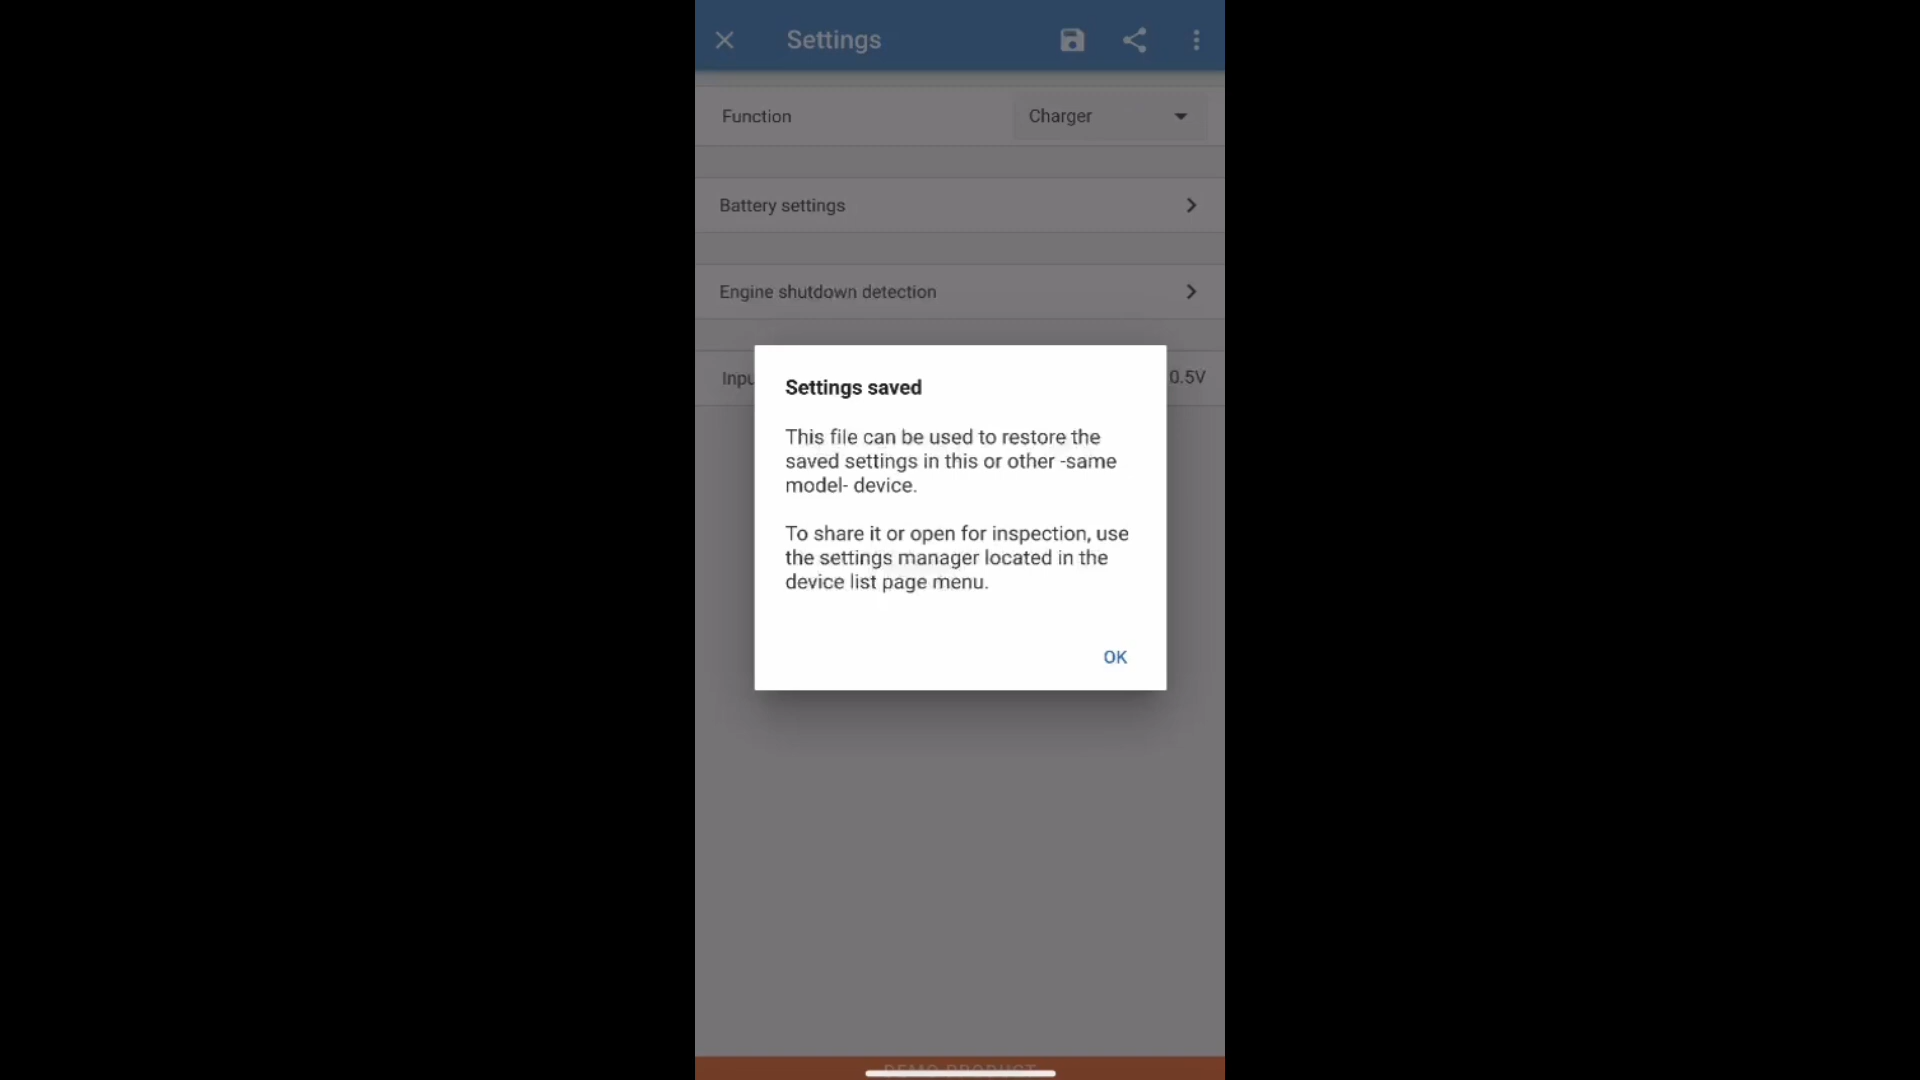 Settings
Function
Charger
Battery settings
Engine shutdown detection
0.5V
Settings saved
This file can be used to restore the
saved settings in this or other -same
model- device.
To share it or open for inspection, use
the settings manager located in the
device list page menu.
OK